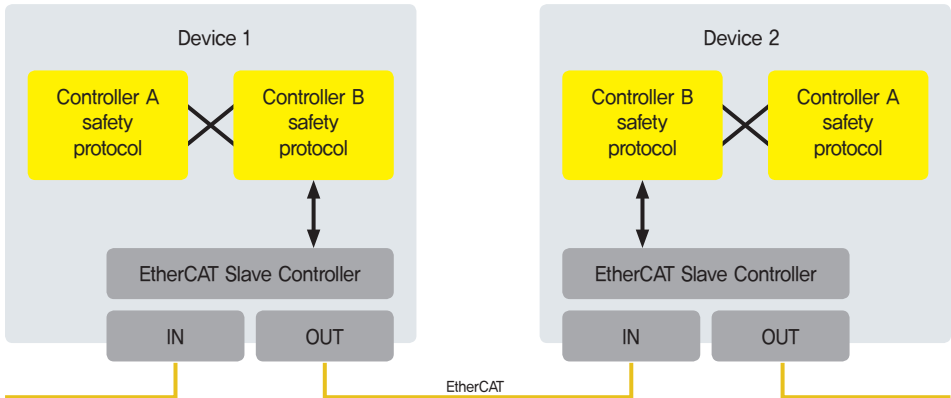 Device 1
Controller A
safety
protocol
Controller B
safety
protocol
EtherCAT Slave Controller
IN
OUT
Device 2
Controller B
safety
protocol
Controller A
safety
protocol
EtherCAT Slave Controller
IN
OUT
EtherCAT